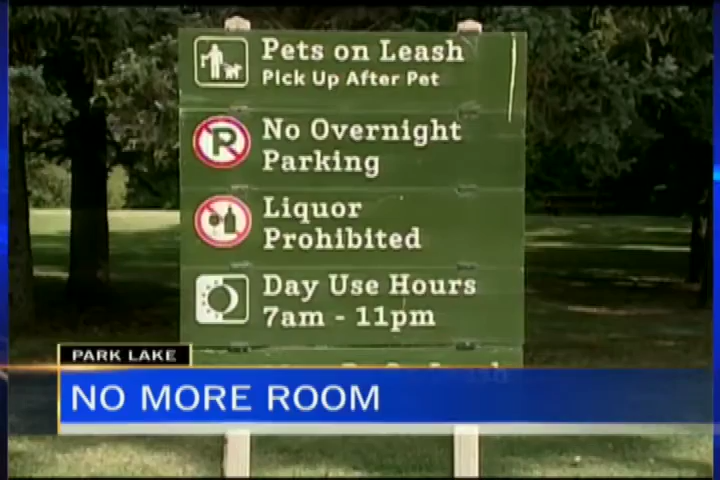 Pets on Leash
Pick Up After Pet
P
No Overnight
Parking
Liquor
Prohibited
Day Use Hours
7am - 11pm
PARK LAKE
NO MORE ROOM